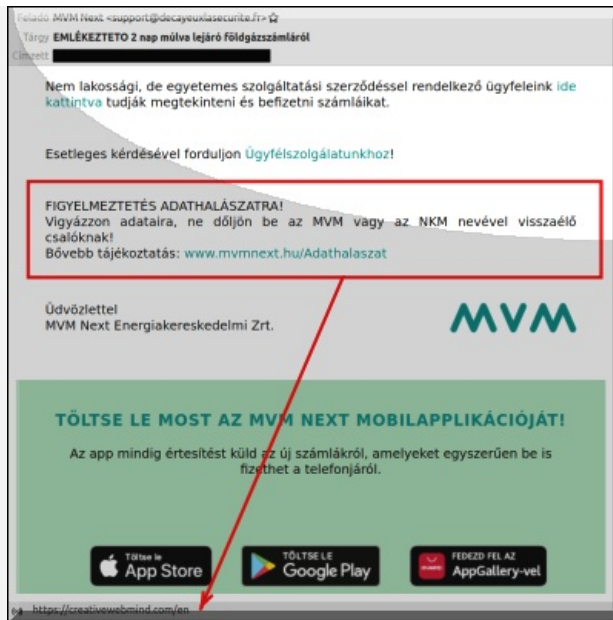 Feladó MVM Next <support@decayeuxlasecurite.fr>
Tárgy EMLÉKEZTETO 2 nap múlva lejáró földgázszámláról
Címzett
Nem lakossági, de egyetemes szolgáltatási szerződéssel rendelkező ügyfeleink ide
kattintva tudják megtekinteni és befizetni számláikat.
Esetleges kérdésével forduljon Ügyfélszolgálatunkhoz!
FIGYELMEZTETÉS ADATHALÁSZATRA!
Vigyázzon adataira, ne dőljön be az MVM vagy az NKM nevével visszaélő
csalóknak!
Bővebb tájékoztatás: www.mvmnext.hu/Adathalaszat
Üdvözlettel
MVM Next Energiakereskedelmi Zrt.
MVM
TÖLTSE LE MOST AZ MVM NEXT MOBILAPPLIKÁCIÓJÁT!
Az app mindig értesítést küld az új számlákról, amelyeket egyszerűen be is
fizethet a telefonjáról.
Töltse le
App Store
TÖLTSE LE
Google Play
FEDEZD FEL AZ
AppGallery-vel
https://creativewebmind.com/en